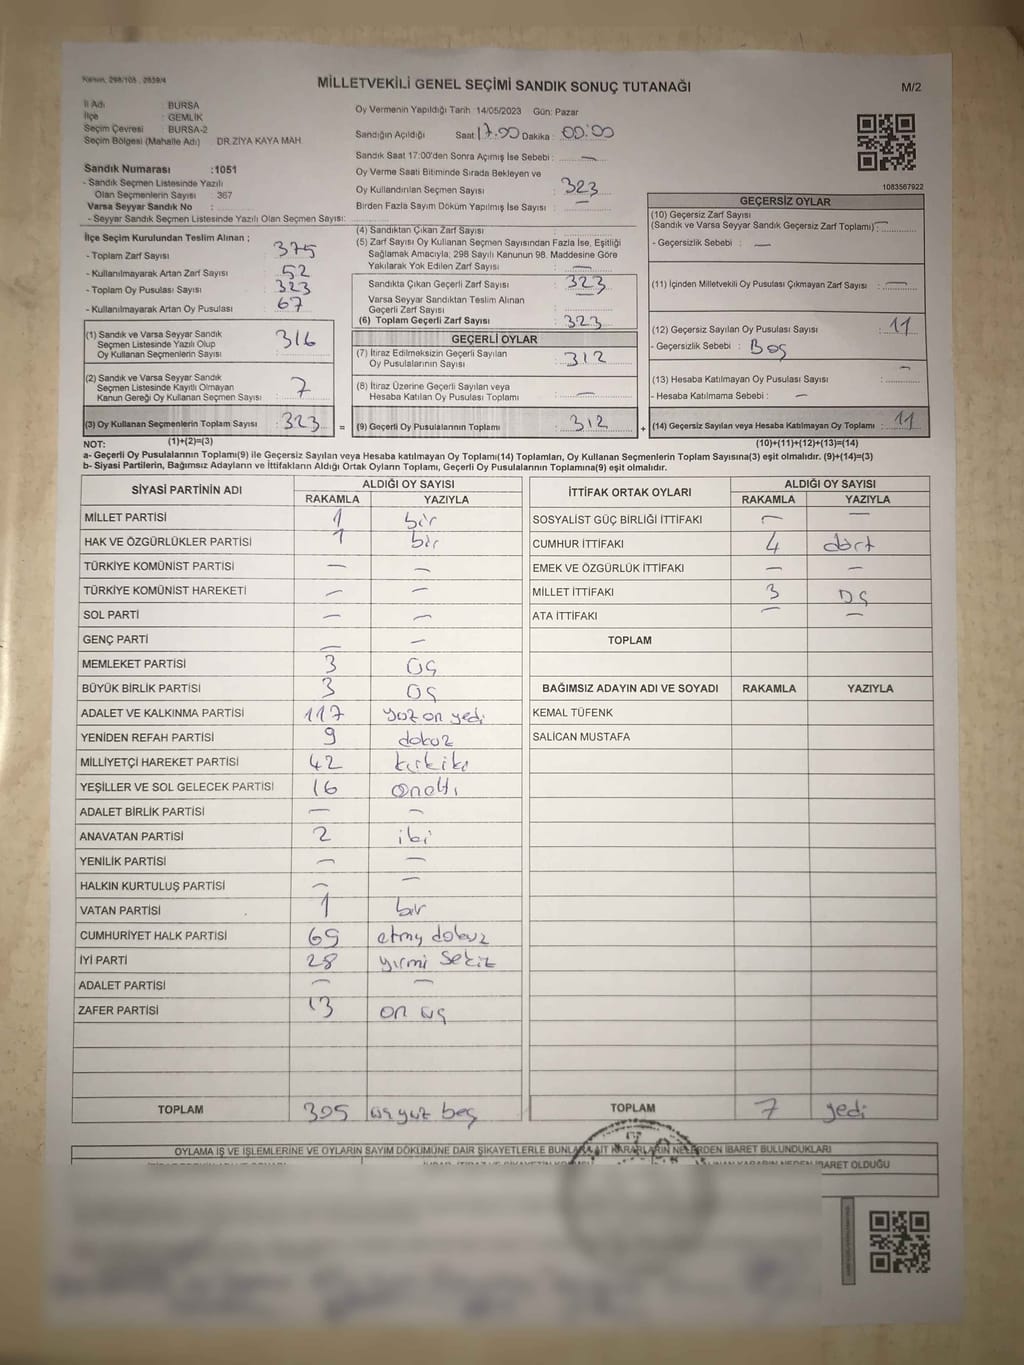 Kanun, 298/105 , 2839/4
MİLLETVEKİLİ GENEL SEÇİMİ SANDIK SONUÇ TUTANAĞI
M/2
İl Adı : BURSA
İlçe : GEMLİK
Seçim Çevresi : BURSA-2
Seçim Bölgesi (Mahalle Adı) DR.ZİYA KAYA MAH.
Oy Vermenin Yapıldığı Tarih :14/05/2023 Gün: Pazar
Sandığın Açıldığı Saat: 17.00 Dakika : 00:00
Sandık Saat 17:00'den Sonra Açımış İse Sebebi : —
Oy Verme Saati Bitiminde Sırada Bekleyen ve
Oy Kullandırılan Seçmen Sayısı : 323
Birden Fazla Sayım Döküm Yapılmış İse Sayısı : —
1083567922
Sandık Numarası :1051
- Sandık Seçmen Listesinde Yazılı
Olan Seçmenlerin Sayısı 367
Varsa Seyyar Sandık No :
- Seyyar Sandık Seçmen Listesinde Yazılı Olan Seçmen Sayısı:
İlçe Seçim Kurulundan Teslim Alınan ;
- Toplam Zarf Sayısı : 375
- Kullanılmayarak Artan Zarf Sayısı : 52
- Toplam Oy Pusulası Sayısı : 323
- Kullanılmayarak Artan Oy Pusulası : 67
(1) Sandık ve Varsa Seyyar Sandık
Seçmen Listesinde Yazılı Olup
Oy Kullanan Seçmenlerin Sayısı : 316
(2) Sandık ve Varsa Seyyar Sandık
Seçmen Listesinde Kayıtlı Olmayan
Kanun Gereği Oy Kullanan Seçmen Sayısı : 7
(3) Oy Kullanan Seçmenlerin Toplam Sayısı : 323
(4) Sandıktan Çıkan Zarf Sayısı :
(5) Zarf Sayısı Oy Kullanan Seçmen Sayısından Fazla İse, Eşitliği
Sağlamak Amacıyla; 298 Sayılı Kanunun 98. Maddesine Göre
Yakılarak Yok Edilen Zarf Sayısı : —
Sandıkta Çıkan Geçerli Zarf Sayısı : 323
Varsa Seyyar Sandıktan Teslim Alınan
Geçerli Zarf Sayısı : —
(6) Toplam Geçerli Zarf Sayısı : 323
GEÇERLİ OYLAR
(7) İtiraz Edilmeksizin Geçerli Sayılan
Oy Pusulalarının Sayısı : 312
(8) İtiraz Üzerine Geçerli Sayılan veya
Hesaba Katılan Oy Pusulası Toplamı : —
= (9) Geçerli Oy Pusulalarının Toplamı : 312
GEÇERSİZ OYLAR
(10) Geçersiz Zarf Sayısı
(Sandık ve Varsa Seyyar Sandık Geçersiz Zarf Toplamı) : —
- Geçersizlik Sebebi : —
(11) İçinden Milletvekili Oy Pusulası Çıkmayan Zarf Sayısı : —
(12) Geçersiz Sayılan Oy Pusulası Sayısı : 11
- Geçersizlik Sebebi : Boş
(13) Hesaba Katılmayan Oy Pusulası Sayısı : —
- Hesaba Katılmama Sebebi : —
+ (14) Geçersiz Sayılan veya Hesaba Katılmayan Oy Toplamı : 11
NOT: (1)+(2)=(3)
(10)+(11)+(12)+(13)=(14)
a- Geçerli Oy Pusulasının Toplamı(9) ile Geçersiz Sayılan veya Hesaba katılmayan Oy Toplamı(14) Toplamları, Oy Kullanan Seçmenlerin Toplam Sayısına(3) eşit olmalıdır. (9)+(14)=(3)
b- Siyasi Partilerin, Bağımsız Adayların ve İttifakların Aldığı Ortak Oyların Toplamı, Geçerli Oy Pusulalarının Toplamına(9) eşit olmalıdır.
SİYASİ PARTİNİN ADI ALDIĞI OY SAYISI
RAKAMLA YAZIYLA
MİLLET PARTİSİ 1 bir
HAK VE ÖZGÜRLÜKLER PARTİSİ 1 bir
TÜRKİYE KOMÜNİST PARTİSİ — —
TÜRKİYE KOMÜNİST HAREKETİ — —
SOL PARTİ — —
GENÇ PARTİ — —
MEMLEKET PARTİSİ 3 üç
BÜYÜK BİRLİK PARTİSİ 3 üç
ADALET VE KALKINMA PARTİSİ 117 yüz on yedi
YENİDEN REFAH PARTİSİ 9 dokuz
MİLLİYETÇİ HAREKET PARTİSİ 42 kırkiki
YEŞİLLER VE SOL GELECEK PARTİSİ 16 onaltı
ADALET BİRLİK PARTİSİ — —
ANAVATAN PARTİSİ 2 iki
YENİLİK PARTİSİ — —
HALKIN KURTULUŞ PARTİSİ — —
VATAN PARTİSİ 1 bir
CUMHURİYET HALK PARTİSİ 69 atmış dokuz
İYİ PARTİ 28 yirmi sekiz
ADALET PARTİSİ — —
ZAFER PARTİSİ 13 on üç
TOPLAM 305 üçyüz beş
İTTİFAK ORTAK OYLARI ALDIĞI OY SAYISI
RAKAMLA YAZIYLA
SOSYALİST GÜÇ BİRLİĞİ İTTİFAKI — —
CUMHUR İTTİFAKI 4 dört
EMEK VE ÖZGÜRLÜK İTTİFAKI — —
MİLLET İTTİFAKI 3 üç
ATA İTTİFAKI — —
TOPLAM
BAĞIMSIZ ADAYIN ADI VE SOYADI RAKAMLA YAZIYLA
KEMAL TÜFENK
SALİCAN MUSTAFA
TOPLAM 7 yedi
OYLAMA İŞ VE İŞLEMLERİNE VE OYLARIN SAYIM DÖKÜMÜNE DAİR ŞİKAYETLERLE BUNLARA AİT KARARLARIN NELERDEN İBARET BULUNDUKLARI